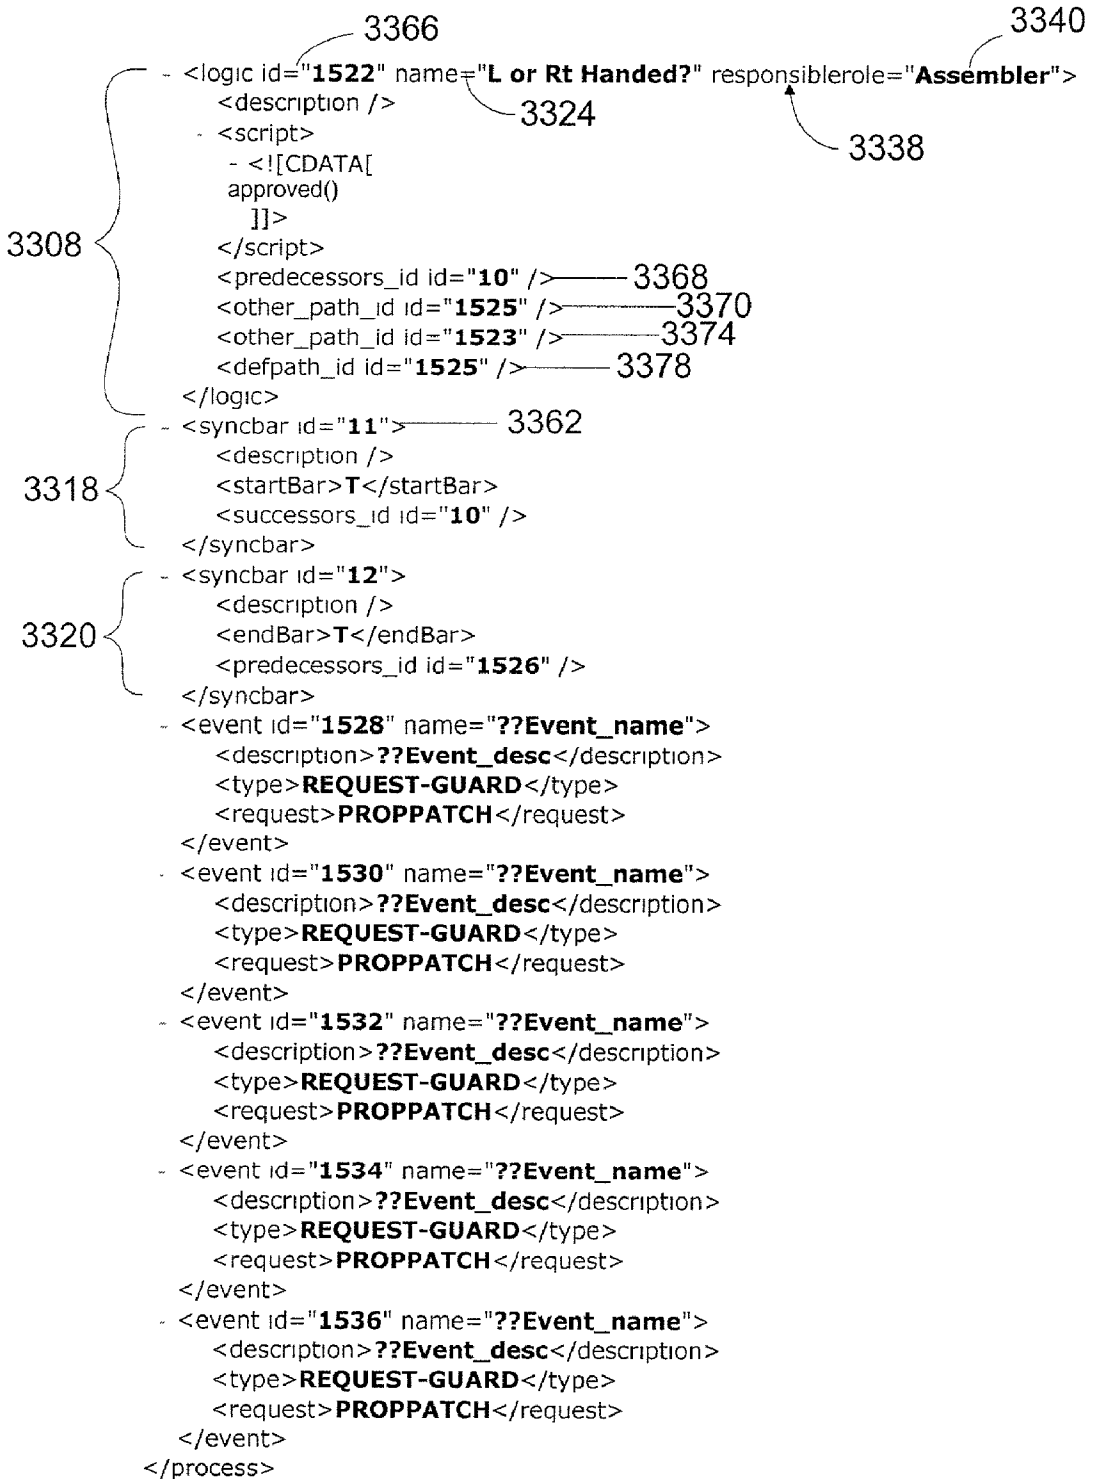 3366
3340
- <logic id="1522" name="L or Rt Handed?" responsiblerole="Assembler">
<description />
3324
3338
- <script>
- <![CDATA[
approved()
]]>
3308
</script>
<predecessors_id id="10" /> 3368
<other_path_id id="1525" /> 3370
<other_path_id id="1523" /> 3374
<defpath_id id="1525" /> 3378
</logic>
- <syncbar id="11"> 3362
<description />
3318
<startBar>T</startBar>
<successors_id id="10" />
</syncbar>
- <syncbar id="12">
<description />
3320
<endBar>T</endBar>
<predecessors_id id="1526" />
</syncbar>
- <event id="1528" name="??Event_name">
<description>??Event_desc</description>
<type>REQUEST-GUARD</type>
<request>PROPPATCH</request>
</event>
- <event id="1530" name="??Event_name">
<description>??Event_desc</description>
<type>REQUEST-GUARD</type>
<request>PROPPATCH</request>
</event>
- <event id="1532" name="??Event_name">
<description>??Event_desc</description>
<type>REQUEST-GUARD</type>
<request>PROPPATCH</request>
</event>
- <event id="1534" name="??Event_name">
<description>??Event_desc</description>
<type>REQUEST-GUARD</type>
<request>PROPPATCH</request>
</event>
- <event id="1536" name="??Event_name">
<description>??Event_desc</description>
<type>REQUEST-GUARD</type>
<request>PROPPATCH</request>
</event>
</process>